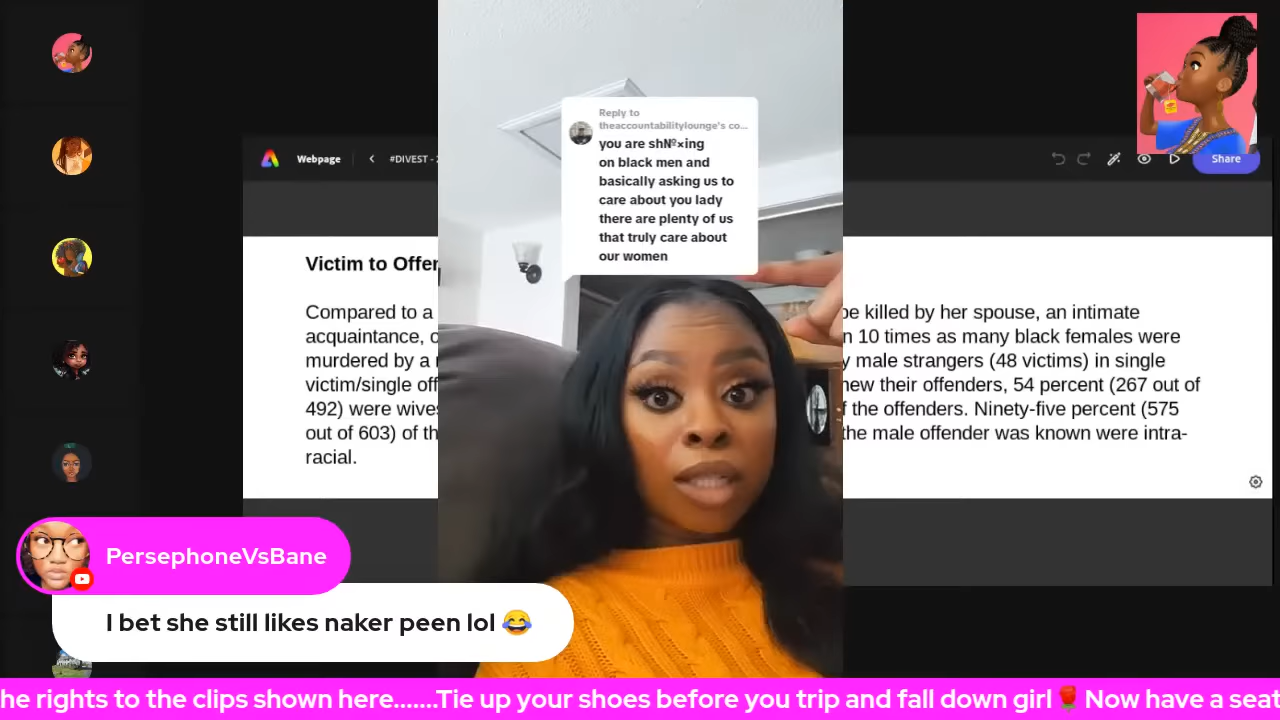 Webpage
#DIVEST - 2
Share
Reply to
theaccountabilitylounge's co...
you are sh№×ing
on black men and
basically asking us to
care about you lady
there are plenty of us
that truly care about
our women
Victim to Offer
Compared to a
be killed by her spouse, an intimate
acquaintance, o
n 10 times as many black females were
murdered by a r
y male strangers (48 victims) in single
victim/single off
new their offenders, 54 percent (267 out of
492) were wives
f the offenders. Ninety-five percent (575
out of 603) of th
the male offender was known were intra-
racial.
PersephoneVsBane
I bet she still likes naker peen lol 😂
he rights to the clips shown here.......Tie up your shoes before you trip and fall down girl🌹Now have a seat